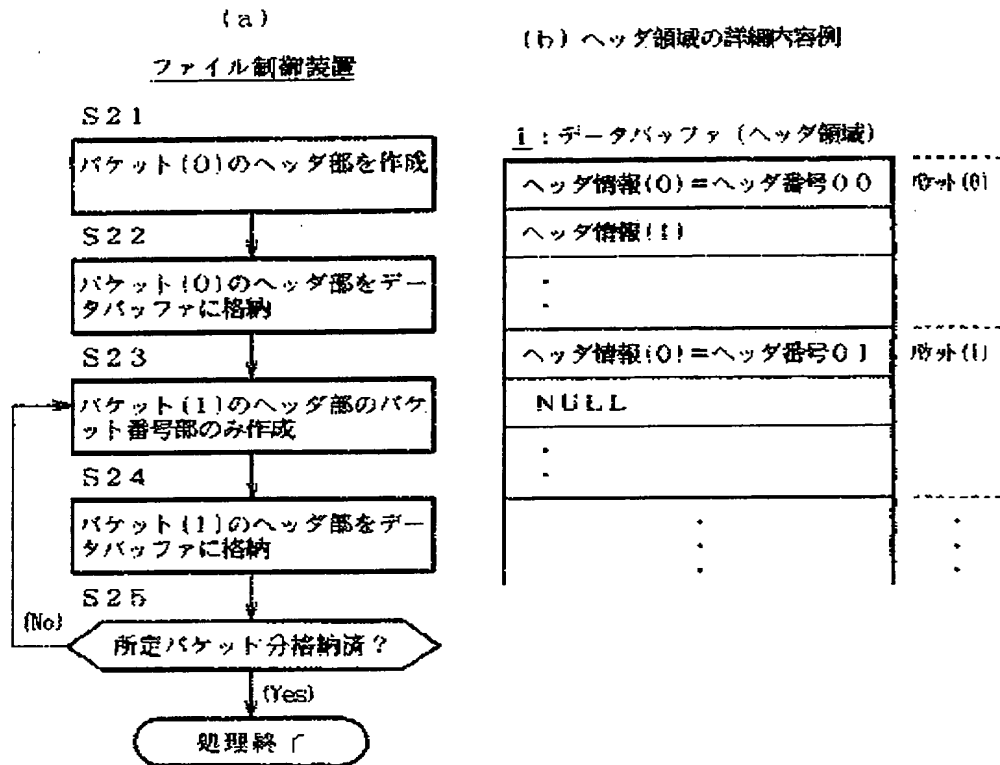 (a)
ファイル制御装置
S21
パケット(0)のヘッダ部を作成
S22
パケット(0)のヘッダ部をデー
タバッファに格納
S23
パケット(1)のヘッダ部のパケ
ット番号部のみ作成
S24
パケット(1)のヘッダ部をデー
タバッファに格納
S25
(No)
所定パケット分格納済?
(Yes)
処理終了
(b) ヘッダ領域の詳細内容例
i:データバッファ(ヘッダ領域)
ヘッダ情報(0)=ヘッダ番号00
パケット(0)
ヘッダ情報(1)
ヘッダ情報(0)=ヘッダ番号01
パケット(1)
NULL